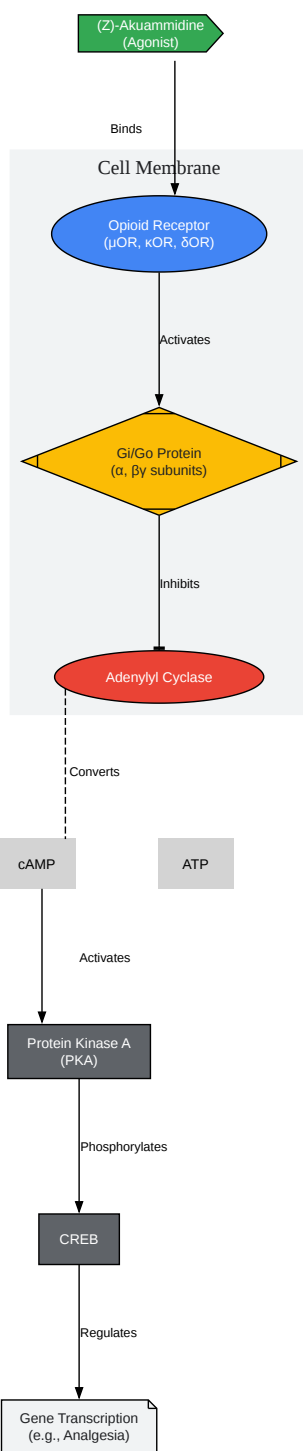 (Z)-Akuammidine
(Agonist)
Binds
Cell Membrane
Opioid Receptor
(μOR, κOR, δOR)
Activates
Gi/Go Protein
(α, βγ subunits)
Inhibits
Adenylyl Cyclase
Converts
cAMP
ATP
Activates
Protein Kinase A
(PKA)
Phosphorylates
CREB
Regulates
Gene Transcription
(e.g., Analgesia)